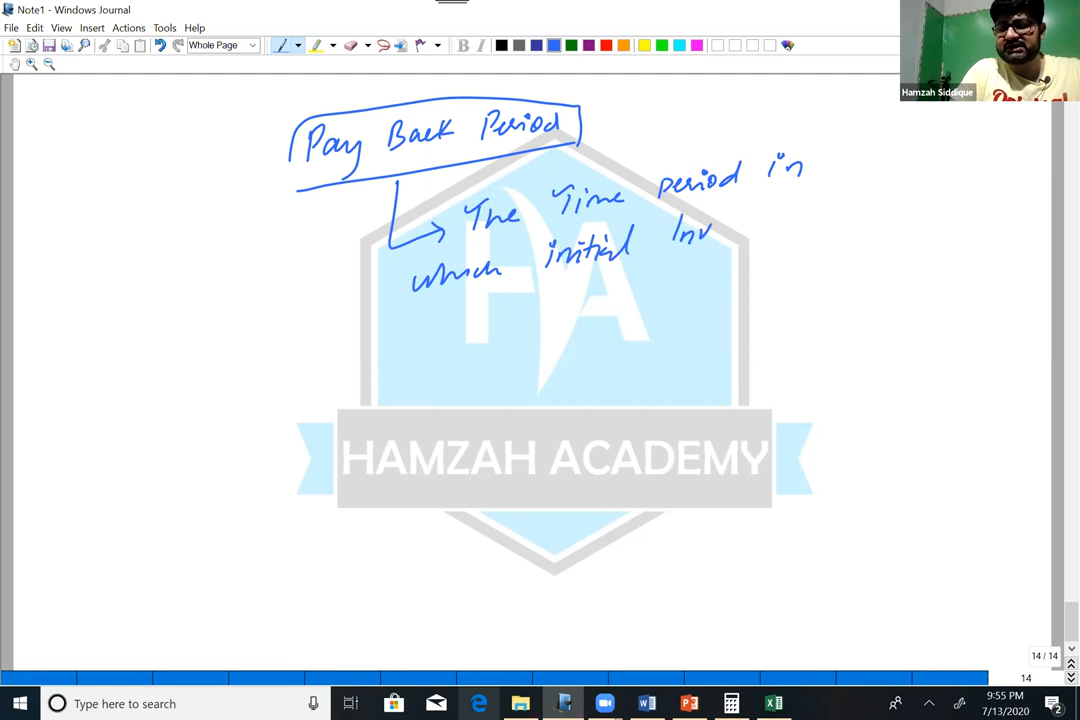 Note1 - Windows Journal
File Edit View Insert Actions Tools Help
Whole Page
B I
Hamzah Siddique
Pay Back Period
The Time period in
which initial Inv
HA
HAMZAH ACADEMY
14 / 14
14
Type here to search
9:55 PM
7/13/2020
2